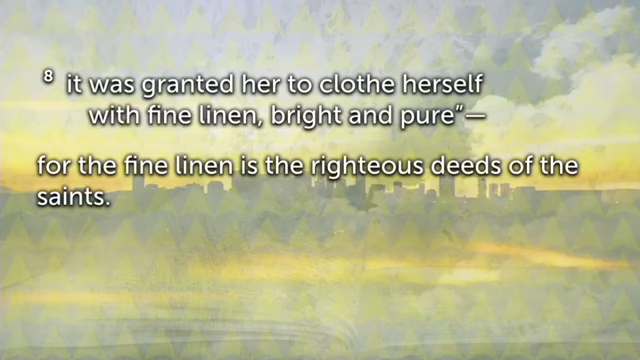 8 it was granted her to clothe herself
with fine linen, bright and pure”—
for the fine linen is the righteous deeds of the
saints.